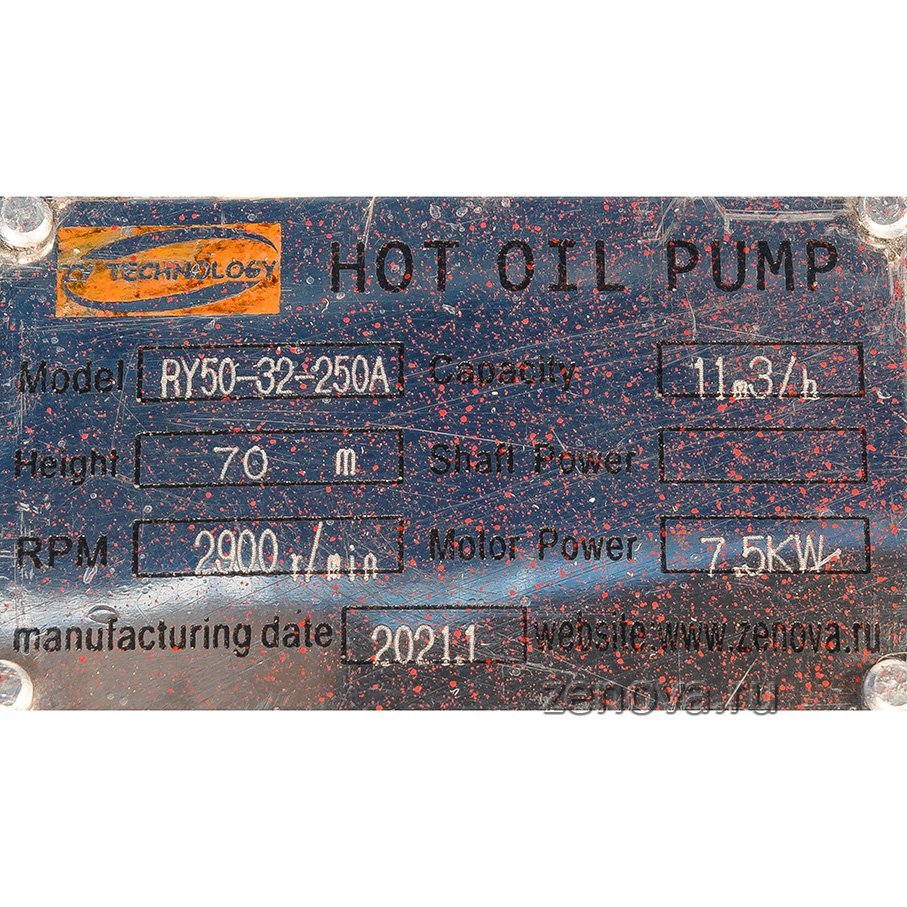 TECHNOLOGY HOT OIL PUMP
Model RY50-32-250A Capacity 11m3/h
Height 70 m Shaft Power
RPM 2900 r/min Motor Power 7.5KW
manufacturing date 2021.1 website:www.zenova.ru
zenova.ru